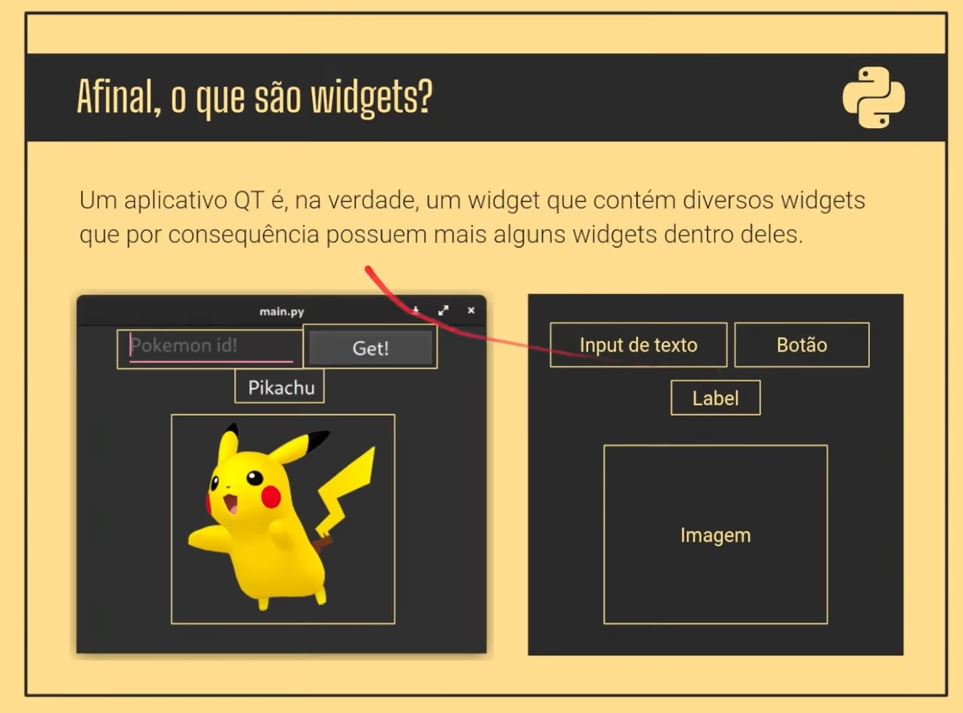 Afinal, o que são widgets?
Um aplicativo QT é, na verdade, um widget que contém diversos widgets
que por consequência possuem mais alguns widgets dentro deles.
main.py
Pokemon id!
Get!
Pikachu
Input de texto
Botão
Label
Imagem